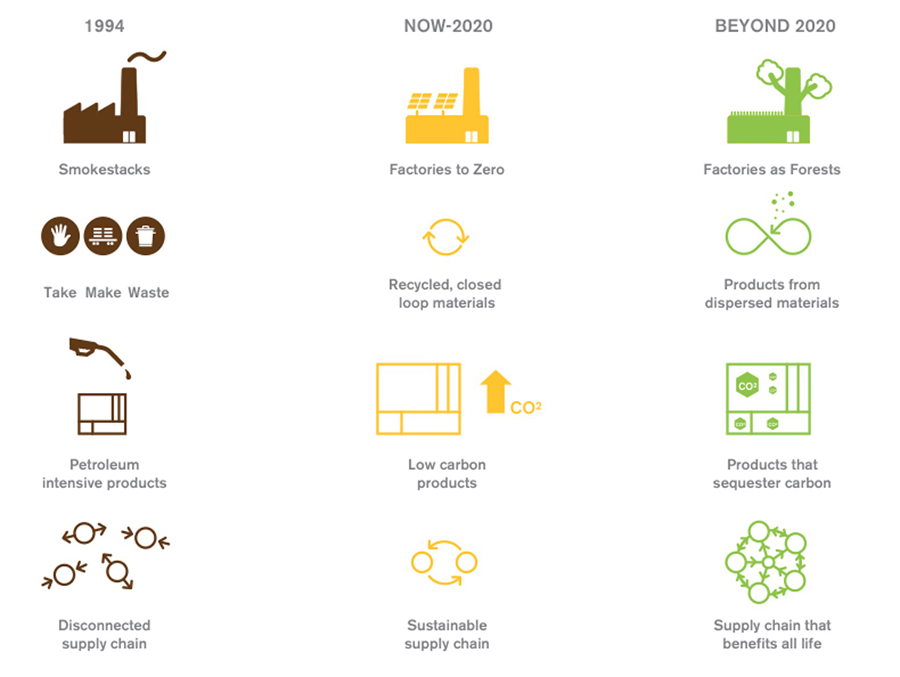 1994
NOW-2020
BEYOND 2020
Smokestacks
Factories to Zero
Factories as Forests
Take Make Waste
Recycled, closed
loop materials
Products from
dispersed materials
CO²
CO²
Petroleum
intensive products
Low carbon
products
Products that
sequester carbon
Disconnected
supply chain
Sustainable
supply chain
Supply chain that
benefits all life